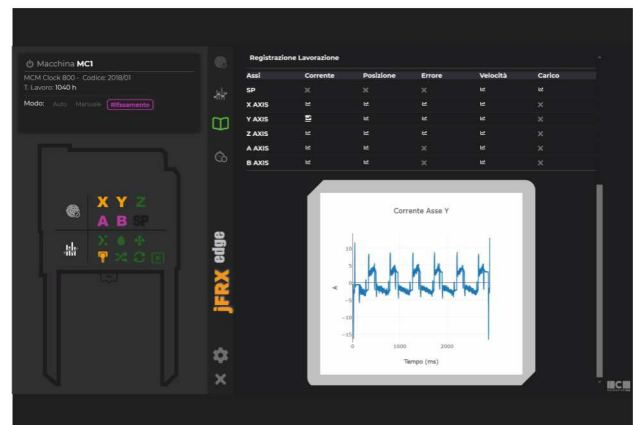 Macchina MC1
MCM Clock 800 - Codice: 2018/01
T. Lavoro: 1040 h
Modo: Auto Manuale Efissamento
X Y Z
A B SP
jFRX edge
Registrazione Lavorazione
Assi Corrente Posizione Errore Velocità Carico
SP
X AXIS
Y AXIS
Z AXIS
A AXIS
B AXIS
Corrente Asse Y
10
5
0
−5
−10
−15
A
0 1000 2000
Tempo (ms)
MCM